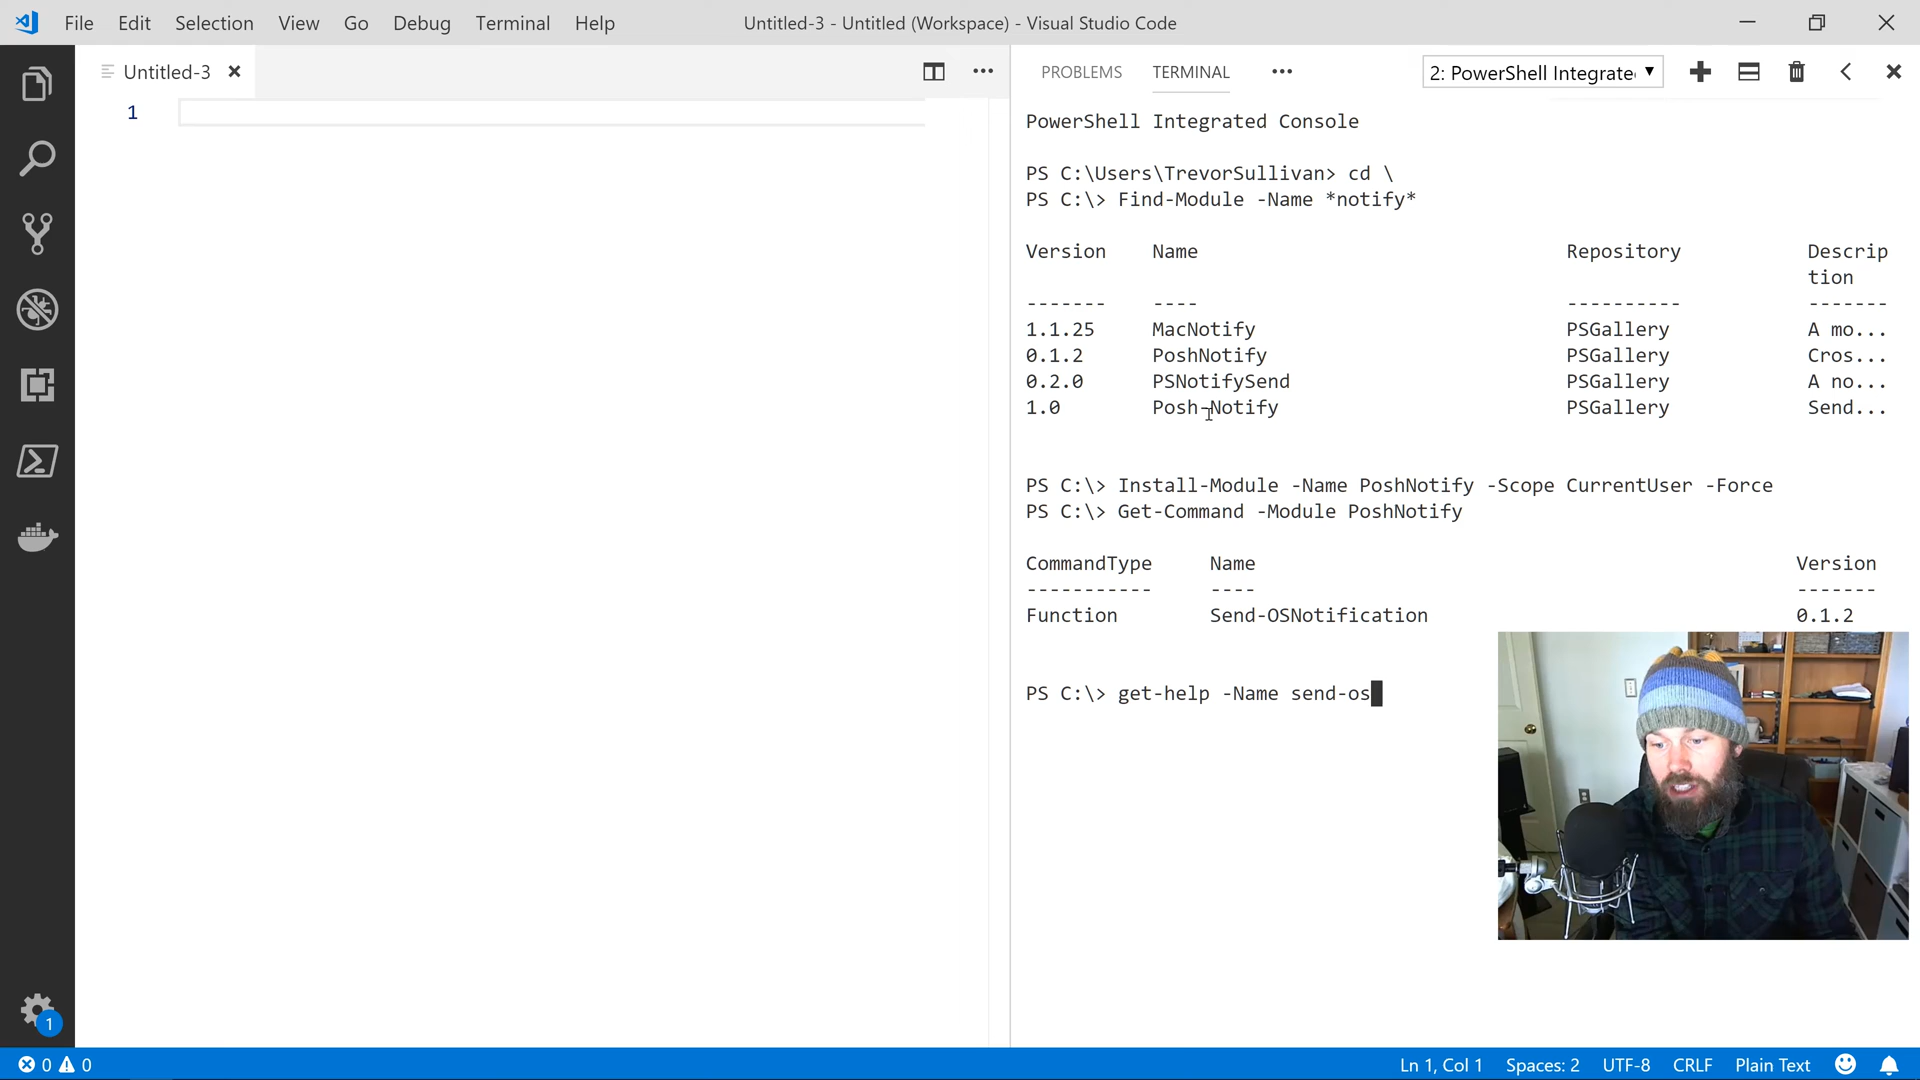 File Edit Selection View Go Debug Terminal Help Untitled-3 - Untitled (Workspace) - Visual Studio Code
Untitled-3
1
PROBLEMS TERMINAL 2: PowerShell Integrate
PowerShell Integrated Console
PS C:\Users\TrevorSullivan> cd \
PS C:\> Find-Module -Name *notify*
Version Name Repository Descrip
tion
------- ---- ---------- -------
1.1.25 MacNotify PSGallery A mo...
0.1.2 PoshNotify PSGallery Cros...
0.2.0 PSNotifySend PSGallery A no...
1.0 Posh-Notify PSGallery Send...
PS C:\> Install-Module -Name PoshNotify -Scope CurrentUser -Force
PS C:\> Get-Command -Module PoshNotify
CommandType Name Version
----------- ---- -------
Function Send-OSNotification 0.1.2
PS C:\> get-help -Name send-os
1
0 0 Ln 1, Col 1 Spaces: 2 UTF-8 CRLF Plain Text